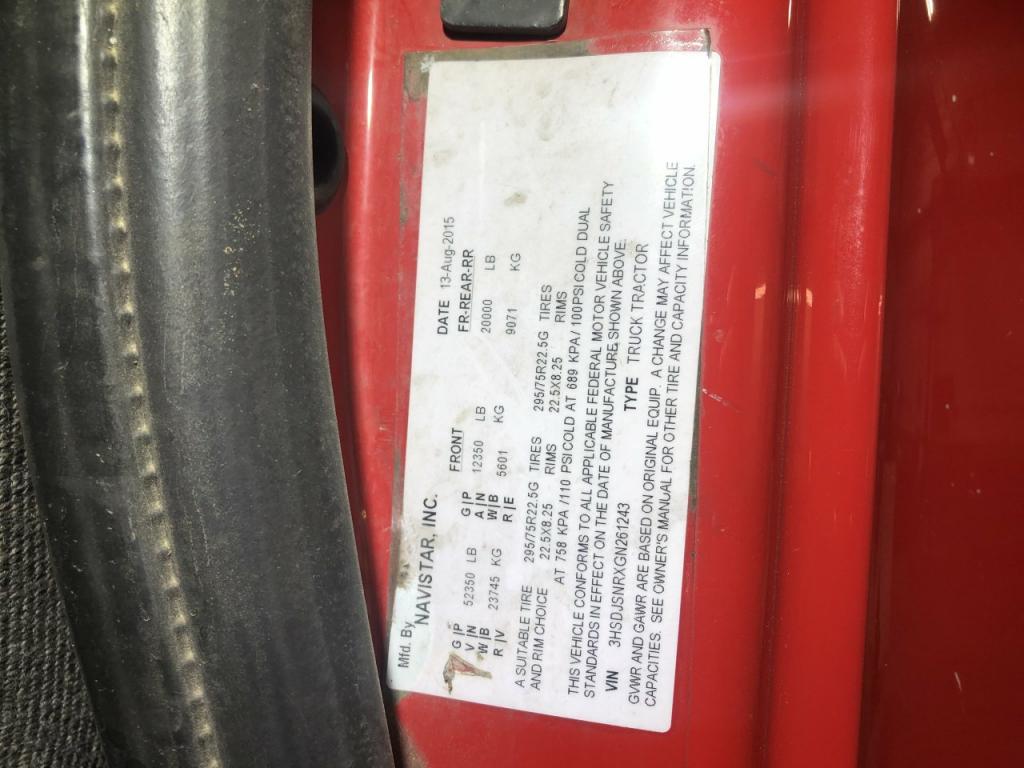 Mfd. By
NAVISTAR, INC.
DATE 13-Aug-2015
G|P FRONT FR-REAR-RR
G|P
V|N 52350 LB A|N 12350 LB 20000 LB
W|B 23745 KG W|B 5601 KG 9071 KG
R|V R|E
A SUITABLE TIRE 295/75R22.5G TIRES 295/75R22.5G TIRES
AND RIM CHOICE 22.5X8.25 RIMS 22.5X8.25 RIMS
AT 758 KPA /110 PSI COLD AT 689 KPA / 100PSI COLD DUAL
THIS VEHICLE CONFORMS TO ALL APPLICABLE FEDERAL MOTOR VEHICLE SAFETY
STANDARDS IN EFFECT ON THE DATE OF MANUFACTURE SHOWN ABOVE.
VIN 3HSDJSNRXGN261243 TYPE TRUCK TRACTOR
GVWR AND GAWR ARE BASED ON ORIGINAL EQUIP. A CHANGE MAY AFFECT VEHICLE
CAPACITIES. SEE OWNER'S MANUAL FOR OTHER TIRE AND CAPACITY INFORMATION.